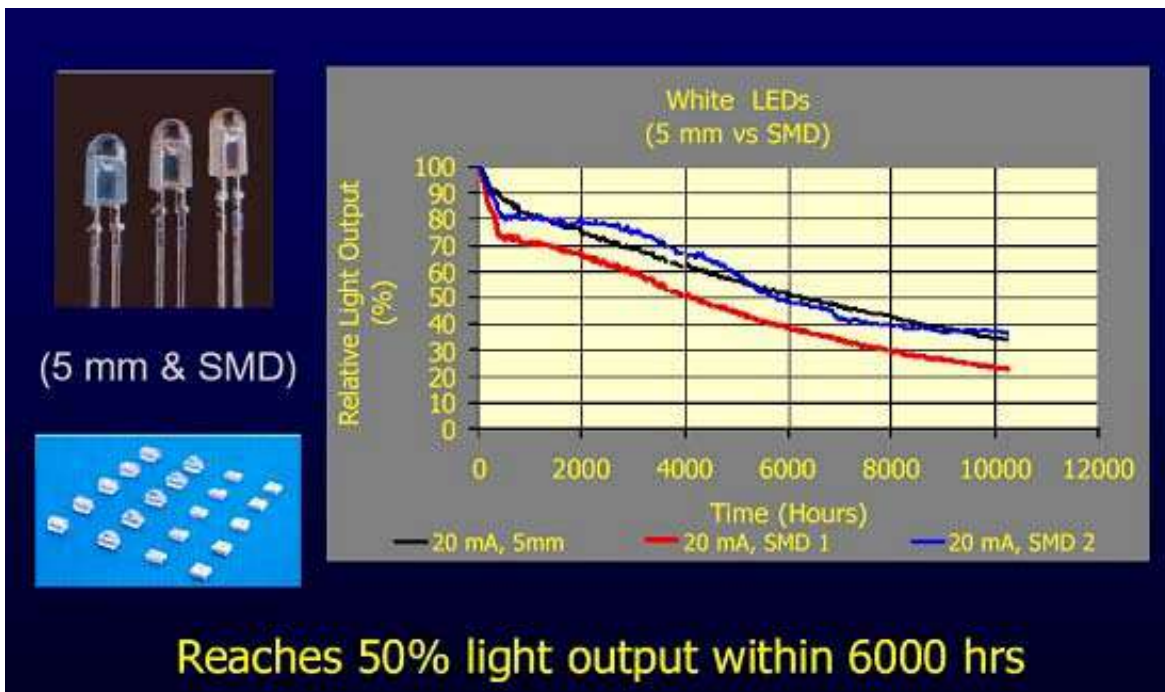 (5 mm & SMD)
White LEDs
(5 mm vs SMD)
Relative Light Output
(%)
100
90
80
70
60
50
40
30
20
10
0
0 2000 4000 6000 8000 10000 12000
Time (Hours)
20 mA, 5mm 20 mA, SMD 1 20 mA, SMD 2
Reaches 50% light output within 6000 hrs